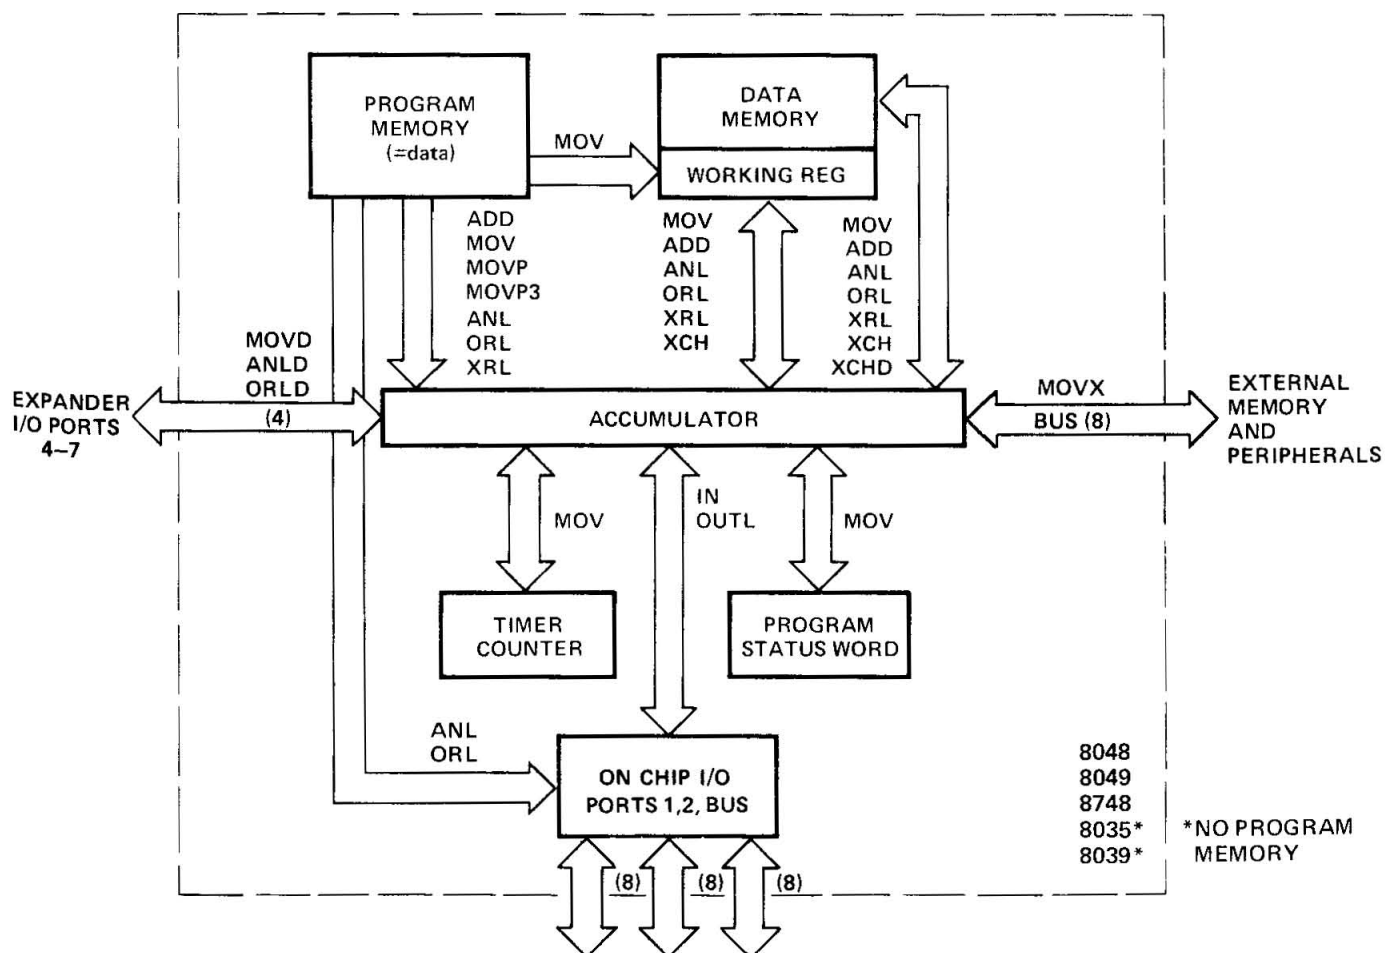 PROGRAM
MEMORY
(=data)
MOV
DATA
MEMORY
WORKING REG
ADD
MOV
MOVP
MOVP3
ANL
ORL
XRL
MOV
ADD
ANL
ORL
XRL
XCH
MOV
ADD
ANL
ORL
XRL
XCH
XCHD
MOVD
ANLD
ORLD
(4)
EXPANDER
I/O PORTS
4–7
ACCUMULATOR
MOVX
BUS (8)
EXTERNAL
MEMORY
AND
PERIPHERALS
MOV
IN
OUTL
MOV
TIMER
COUNTER
PROGRAM
STATUS WORD
ANL
ORL
ON CHIP I/O
PORTS 1,2, BUS
(8)
(8)
(8)
8048
8049
8748
8035*
8039*
*NO PROGRAM
MEMORY